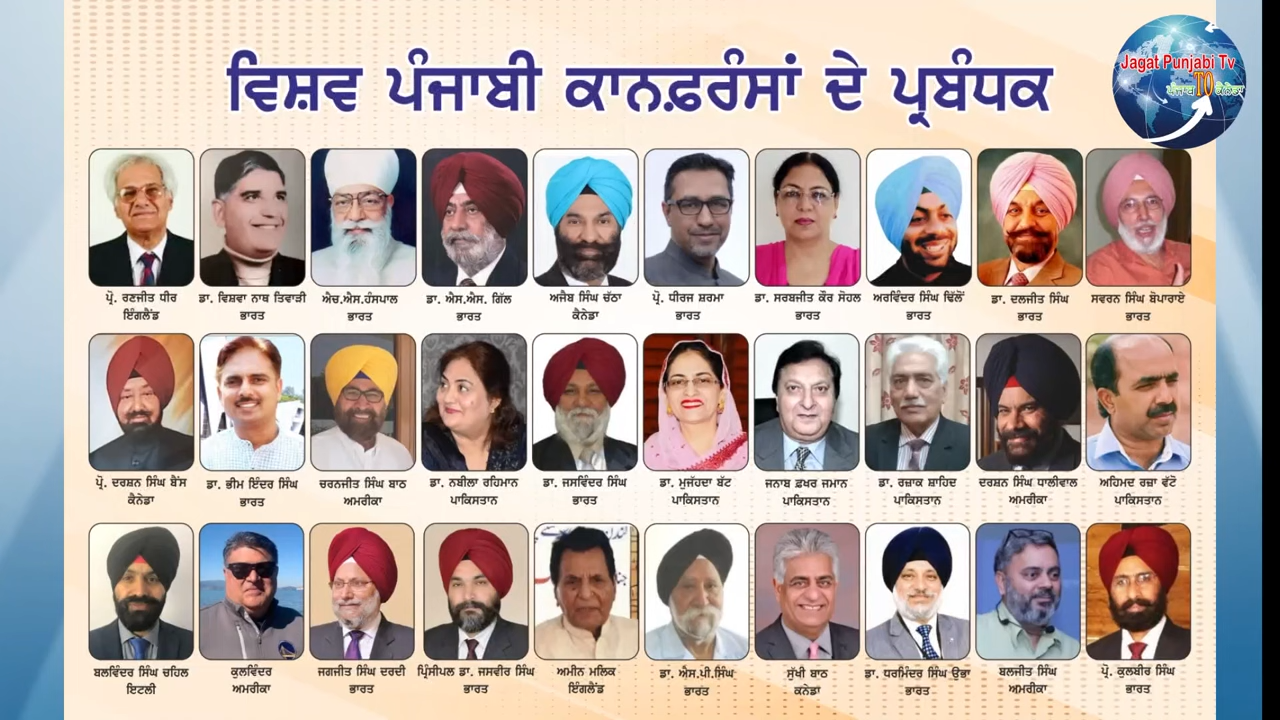 Jagat Punjabi Tv
ਪੰਜਾਬ TO ਕੈਨੇਡਾ
ਵਿਸ਼ਵ ਪੰਜਾਬੀ ਕਾਨਫ਼ਰੰਸਾਂ ਦੇ ਪ੍ਰਬੰਧਕ
ਪ੍ਰੋ. ਰਣਜੀਤ ਧੀਰ
ਇੰਗਲੈਂਡ
ਡਾ. ਵਿਸ਼ਵਾ ਨਾਥ ਤਿਵਾੜੀ
ਭਾਰਤ
ਐਚ.ਐਸ.ਹੰਸਪਾਲ
ਭਾਰਤ
ਡਾ. ਐਸ.ਐਸ. ਗਿੱਲ
ਭਾਰਤ
ਅਜੈਬ ਸਿੰਘ ਚੱਠਾ
ਕੈਨੇਡਾ
ਪ੍ਰੋ. ਧੀਰਜ ਸ਼ਰਮਾ
ਭਾਰਤ
ਡਾ. ਸਰਬਜੀਤ ਕੌਰ ਸੋਹਲ
ਭਾਰਤ
ਅਰਵਿੰਦਰ ਸਿੰਘ ਢਿੱਲੋਂ
ਭਾਰਤ
ਡਾ. ਦਲਜੀਤ ਸਿੰਘ
ਭਾਰਤ
ਸਵਰਨ ਸਿੰਘ ਬੋਪਾਰਾਏ
ਭਾਰਤ
ਪ੍ਰੋ. ਦਰਸ਼ਨ ਸਿੰਘ ਬੈਂਸ
ਕੈਨੇਡਾ
ਡਾ. ਭੀਮ ਇੰਦਰ ਸਿੰਘ
ਭਾਰਤ
ਚਰਨਜੀਤ ਸਿੰਘ ਬਾਠ
ਅਮਰੀਕਾ
ਡਾ. ਨਬੀਲਾ ਰਹਿਮਾਨ
ਪਾਕਿਸਤਾਨ
ਡਾ. ਜਸਵਿੰਦਰ ਸਿੰਘ
ਭਾਰਤ
ਡਾ. ਮੁਜੱਹਦਾ ਬੱਟ
ਪਾਕਿਸਤਾਨ
ਜਨਾਬ ਫ਼ਖ਼ਰ ਜਮਾਨ
ਪਾਕਿਸਤਾਨ
ਡਾ. ਰਜ਼ਾਕ ਸ਼ਾਹਿਦ
ਪਾਕਿਸਤਾਨ
ਦਰਸ਼ਨ ਸਿੰਘ ਧਾਲੀਵਾਲ
ਅਮਰੀਕਾ
ਅਹਿਮਦ ਰਜ਼ਾ ਵੱਟੋ
ਪਾਕਿਸਤਾਨ
ਬਲਵਿੰਦਰ ਸਿੰਘ ਚਹਿਲ
ਇਟਲੀ
ਕੁਲਵਿੰਦਰ
ਅਮਰੀਕਾ
ਜਗਜੀਤ ਸਿੰਘ ਦਰਦੀ
ਭਾਰਤ
ਪ੍ਰਿੰਸੀਪਲ ਡਾ. ਜਸਵੀਰ ਸਿੰਘ
ਭਾਰਤ
ਅਮੀਨ ਮਲਿਕ
ਇੰਗਲੈਂਡ
ਡਾ. ਐਸ.ਪੀ.ਸਿੰਘ
ਭਾਰਤ
ਸੁੱਖੀ ਬਾਠ
ਕਨੇਡਾ
ਡਾ. ਧਰਮਿੰਦਰ ਸਿੰਘ ਉਭਾ
ਭਾਰਤ
ਬਲਜੀਤ ਸਿੰਘ
ਅਮਰੀਕਾ
ਪ੍ਰੋ. ਕੁਲਬੀਰ ਸਿੰਘ
ਭਾਰਤ